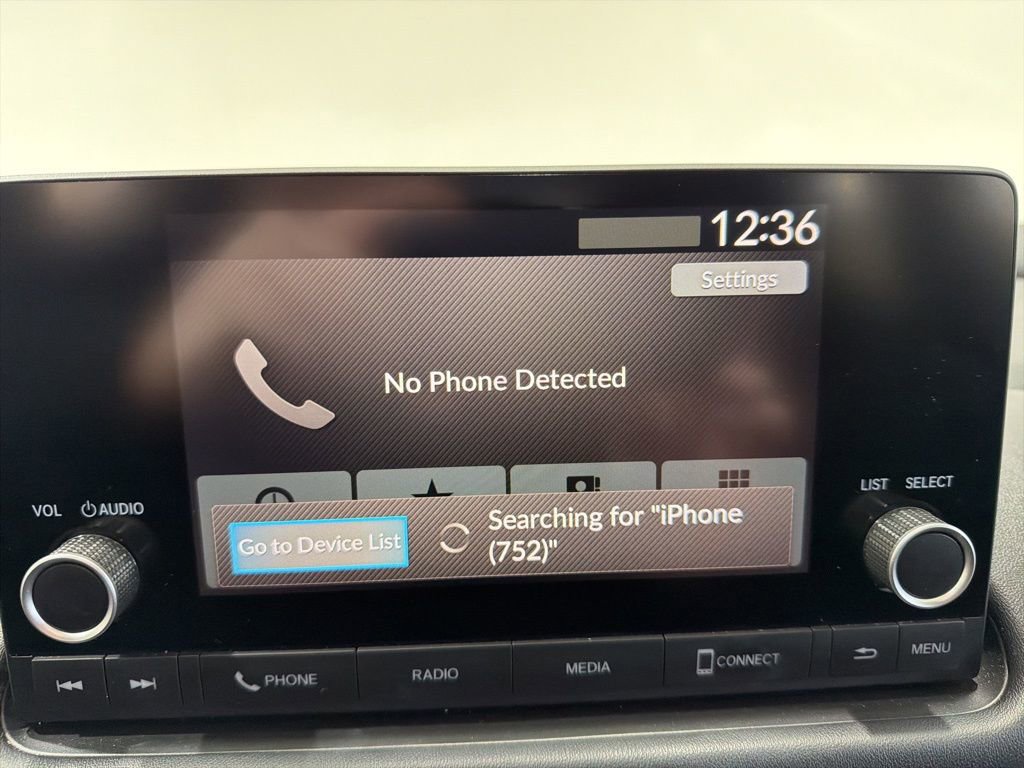 12:36
Settings
No Phone Detected
Go to Device List
Searching for "iPhone
(752)"
VOL
AUDIO
LIST
SELECT
PHONE
RADIO
MEDIA
CONNECT
MENU